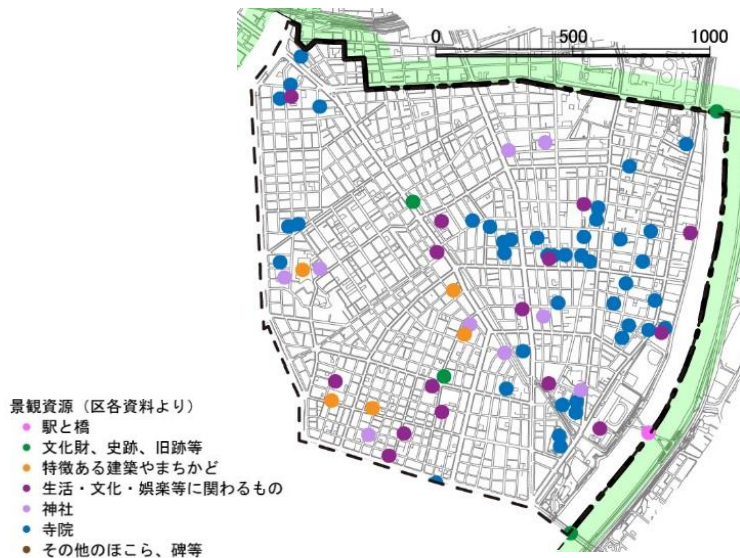 0 500 1000
景観資源（区各資料より）
駅と橋
文化財、史跡、旧跡等
特徴ある建築やまちかど
生活・文化・娯楽等に関わるもの
神社
寺院
その他のほこら、碑等